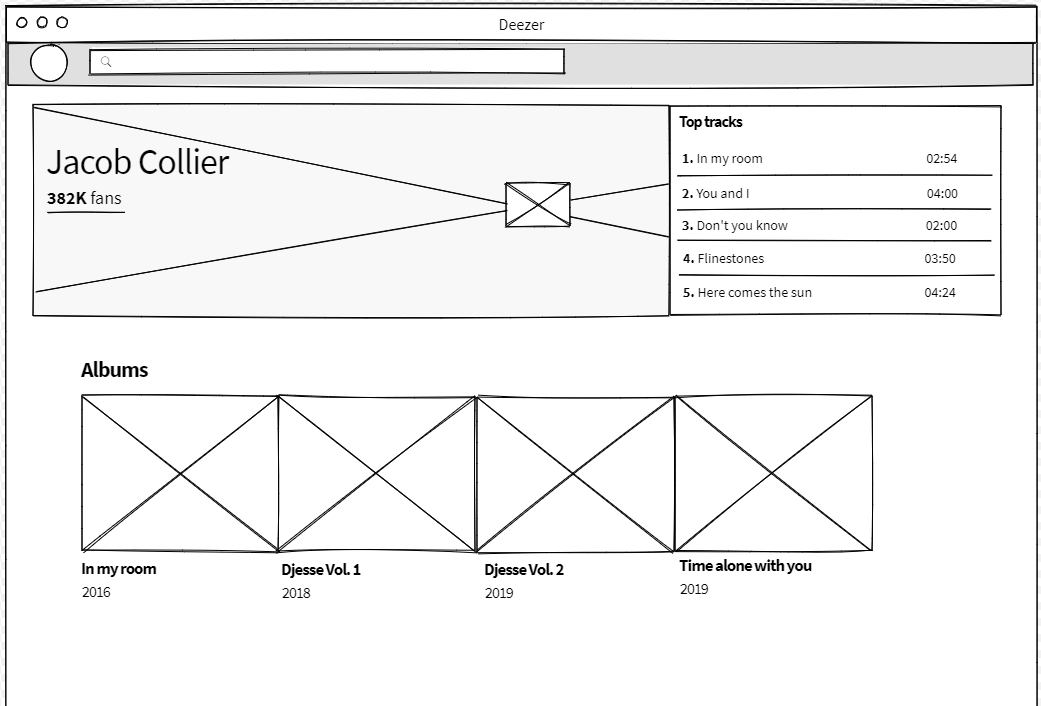 Deezer
Jacob Collier
382K fans
Top tracks
1. In my room 02:54
2. You and I 04:00
3. Don't you know 02:00
4. Flinestones 03:50
5. Here comes the sun 04:24
Albums
In my room
2016
Djesse Vol. 1
2018
Djesse Vol. 2
2019
Time alone with you
2019